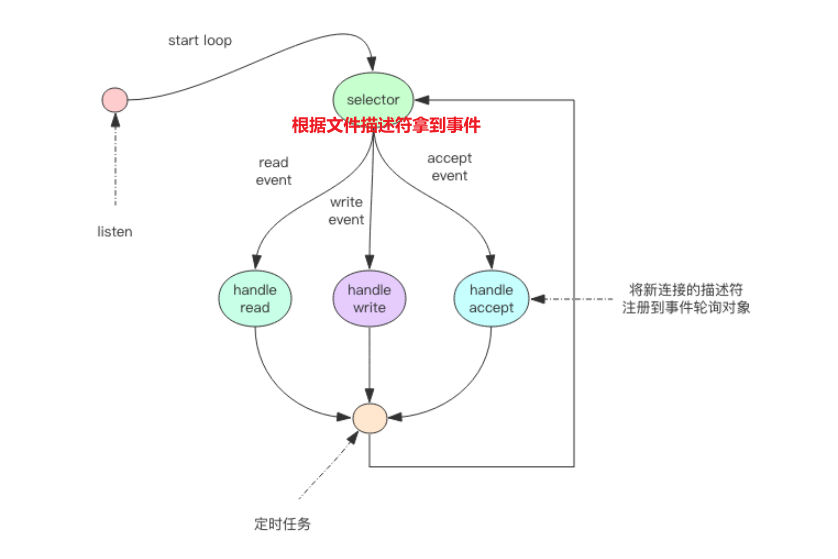 start loop
selector
根据文件描述符拿到事件
read
event
write
event
accept
event
listen
handle
read
handle
write
handle
accept
将新连接的描述符
注册到事件轮询对象
定时任务